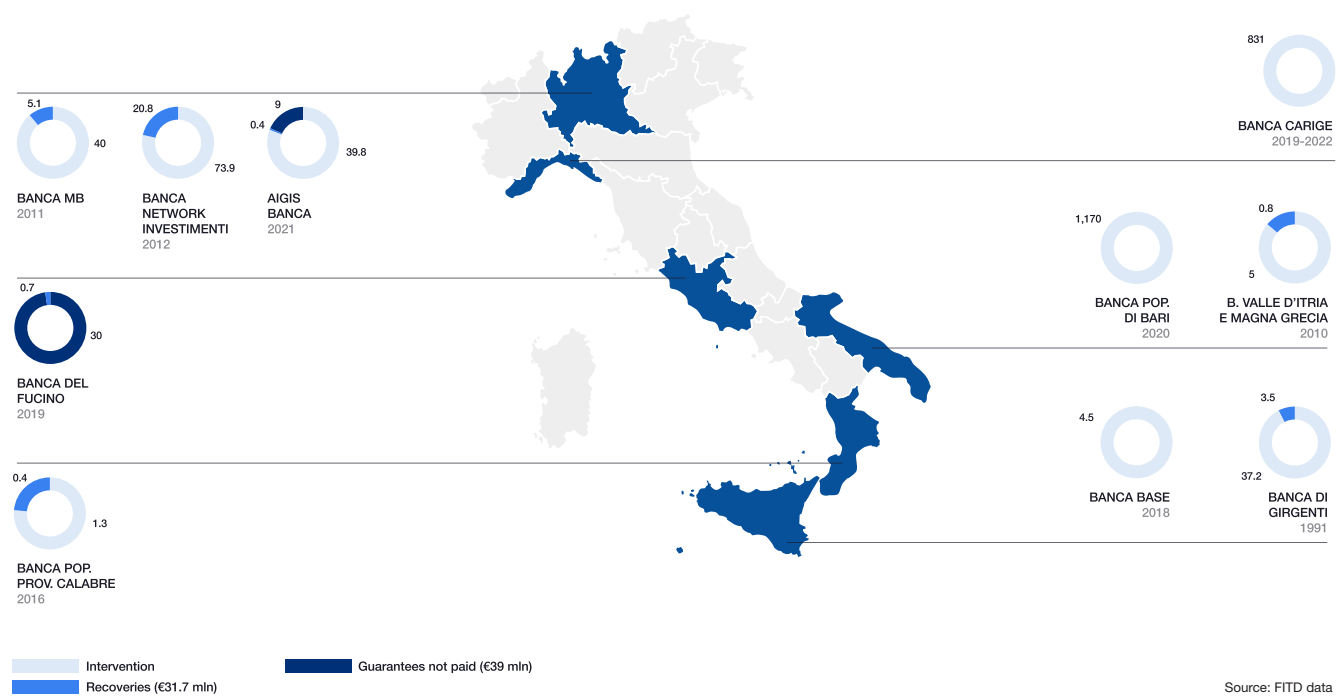 5.1
40
BANCA MB
2011
20.8
73.9
BANCA
NETWORK
INVESTIMENTI
2012
9
0.4
39.8
AIGIS
BANCA
2021
831
BANCA CARIGE
2019-2022
0.7
30
BANCA DEL
FUCINO
2019
1,170
BANCA POP.
DI BARI
2020
0.8
5
B. VALLE D'ITRIA
E MAGNA GRECIA
2010
0.4
1.3
BANCA POP.
PROV. CALABRE
2016
4.5
BANCA BASE
2018
3.5
37.2
BANCA DI
GIRGENTI
1991
Intervention
Recoveries (€31.7 mln)
Guarantees not paid (€39 mln)
Source: FITD data